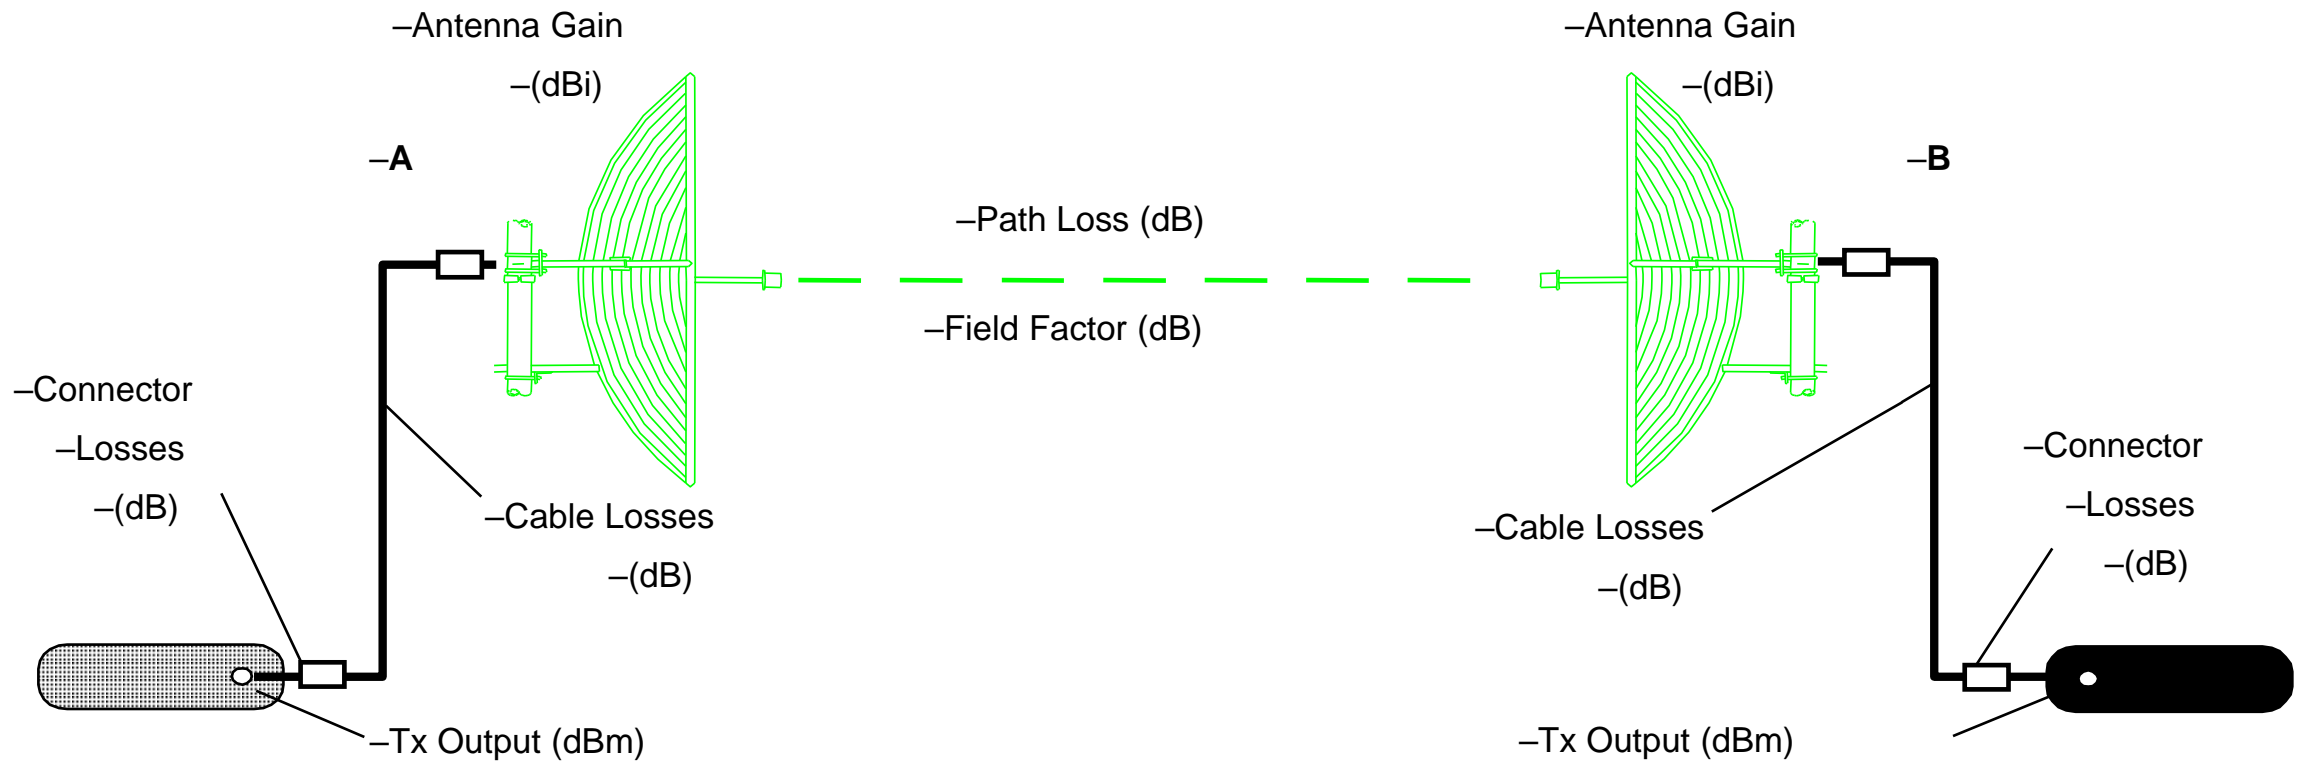 –Antenna Gain
–(dBi)
–Antenna Gain
–(dBi)
–A
–B
–Path Loss (dB)
–Field Factor (dB)
–Connector
–Losses
–(dB)
–Cable Losses
–(dB)
–Cable Losses
–(dB)
–Connector
–Losses
–(dB)
–Tx Output (dBm)
–Tx Output (dBm)